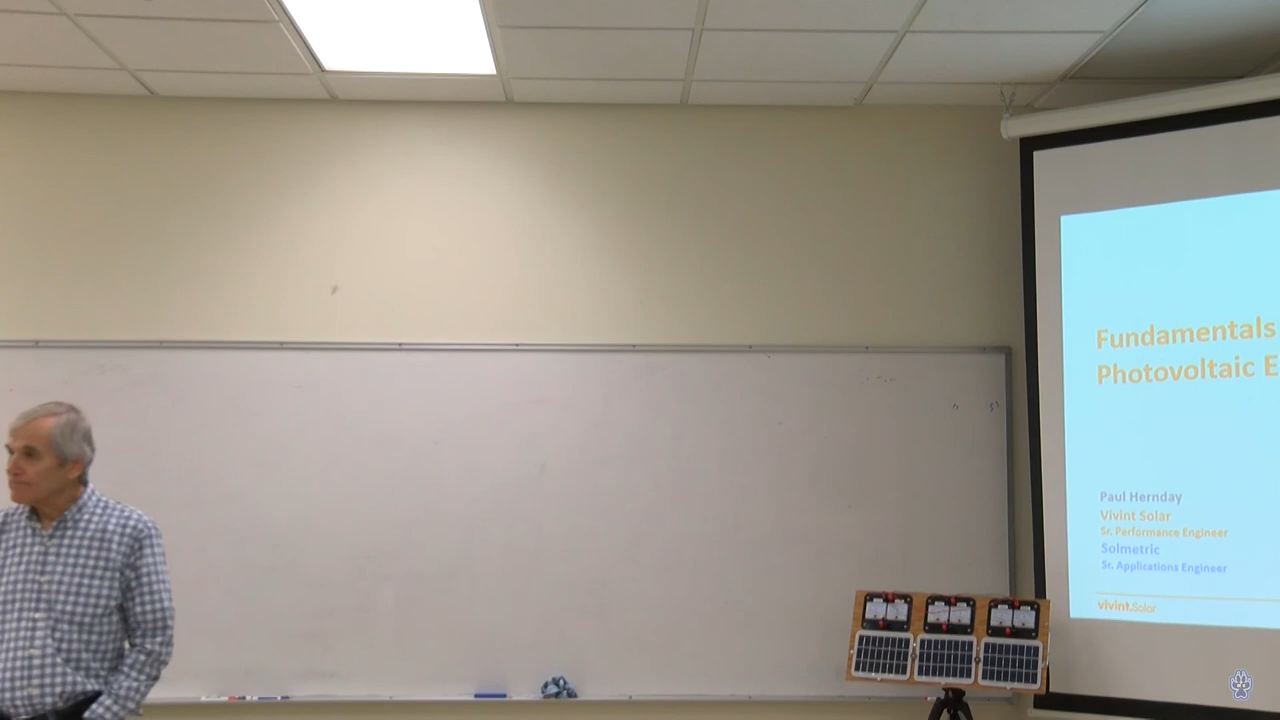 Fundamentals
Photovoltaic E
Paul Hernday
Vivint Solar
Sr. Performance Engineer
Solmetric
Sr. Applications Engineer
vivint.Solar